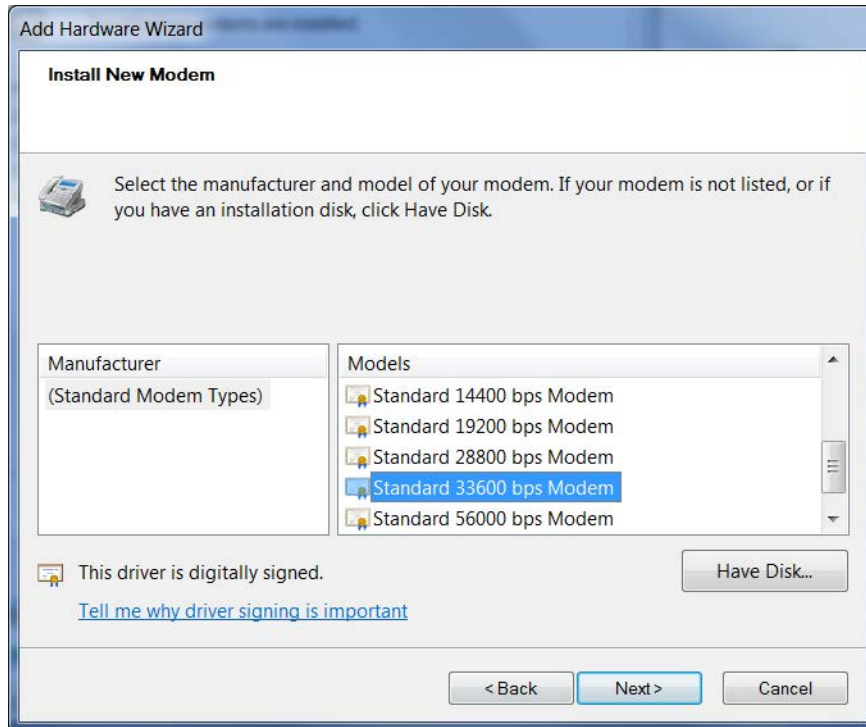 Add Hardware Wizard
Install New Modem
Select the manufacturer and model of your modem. If your modem is not listed, or if
you have an installation disk, click Have Disk.
Manufacturer
(Standard Modem Types)
Models
Standard 14400 bps Modem
Standard 19200 bps Modem
Standard 28800 bps Modem
Standard 33600 bps Modem
Standard 56000 bps Modem
This driver is digitally signed.
Have Disk...
Tell me why driver signing is important
< Back
Next >
Cancel